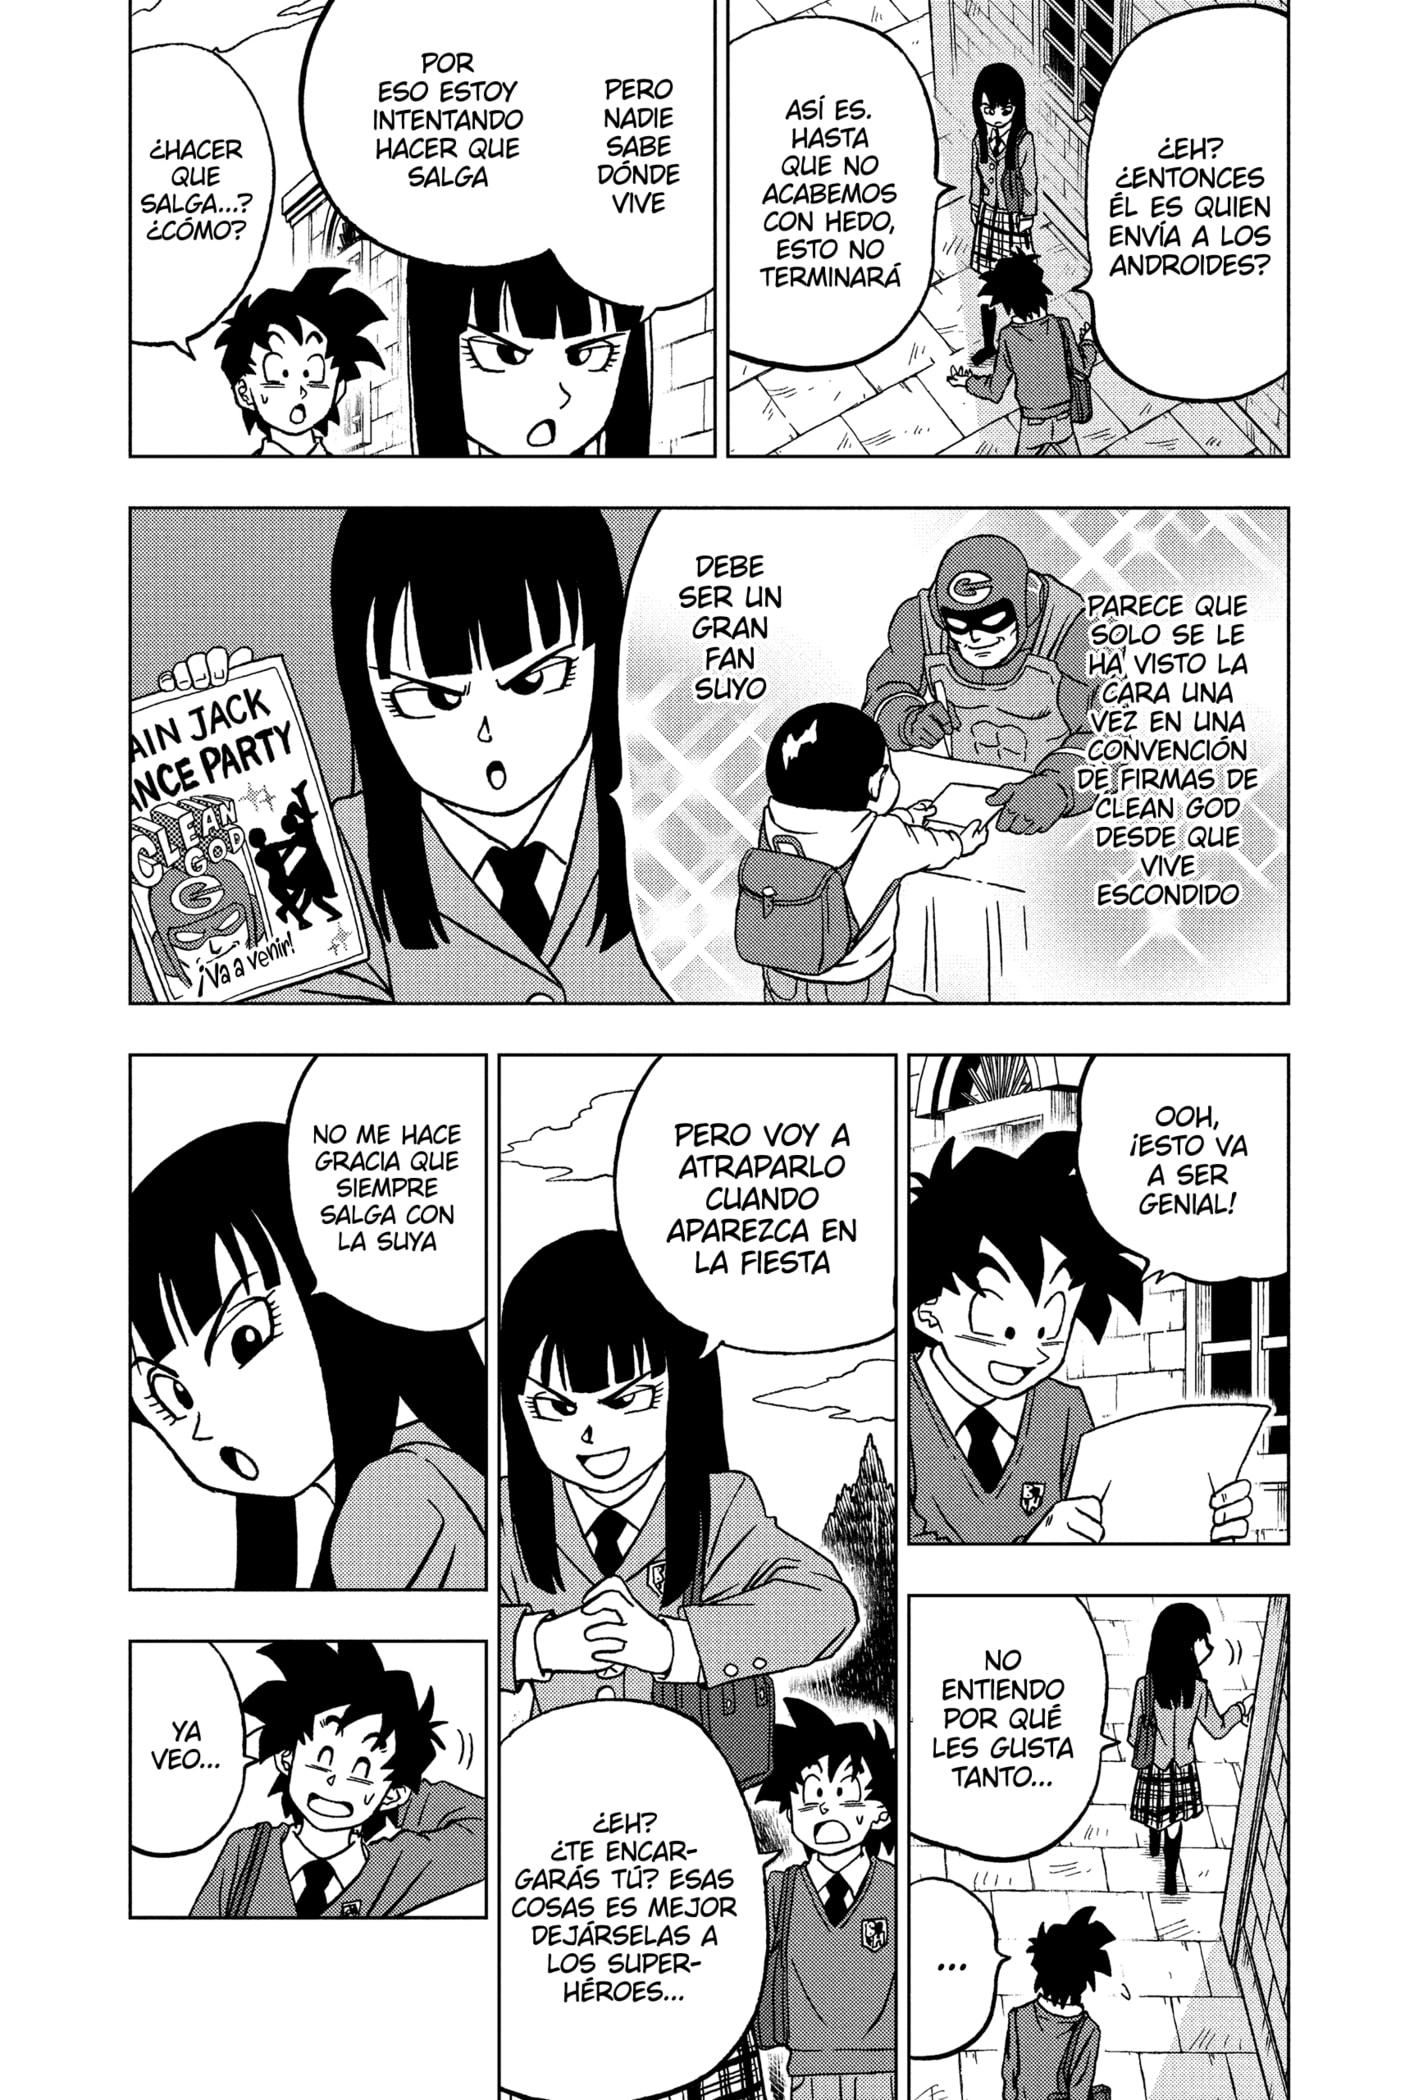 ¿EH?
¿ENTONCES
ÉL ES QUIEN
ENVÍA A LOS
ANDROIDES?
ASÍ ES.
HASTA
QUE NO
ACABEMOS
CON HEDO,
ESTO NO
TERMINARÁ
PERO
NADIE
SABE
DÓNDE
VIVE
POR
ESO ESTOY
INTENTANDO
HACER QUE
SALGA
¿HACER
QUE
SALGA...?
¿CÓMO?
PARECE QUE
SOLO SE LE
HA VISTO LA
CARA UNA
VEZ EN UNA
CONVENCIÓN
DE FIRMAS DE
CLEAN GOD
DESDE QUE
VIVE
ESCONDIDO
G
DEBE
SER UN
GRAN
FAN
SUYO
AIN JACK
ANCE PARTY
CLEAN
GOD
G
¡Va a venir!
OOH,
¡ESTO VA
A SER
GENIAL!
NO
ENTIENDO
POR QUÉ
LES GUSTA
TANTO...
...
PERO VOY A
ATRAPARLO
CUANDO
APAREZCA EN
LA FIESTA
¿EH?
¿TE ENCAR-
GARÁS TÚ? ESAS
COSAS ES MEJOR
DEJÁRSELAS A
LOS SUPER-
HÉROES...
NO ME HACE
GRACIA QUE
SIEMPRE
SALGA CON
LA SUYA
YA
VEO...